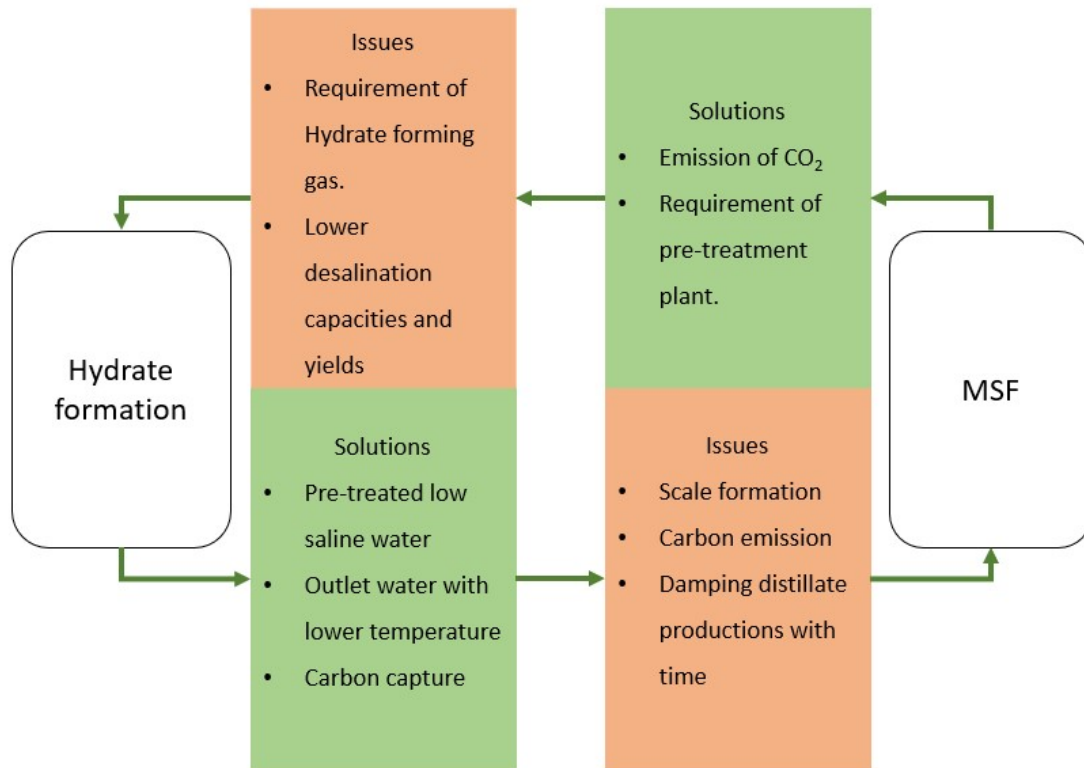 Issues
• Requirement of
Hydrate forming
gas.
• Lower
desalination
capacities and
yields
Solutions
• Emission of CO₂
• Requirement of
pre-treatment
plant.
Hydrate
formation
MSF
Solutions
• Pre-treated low
saline water
• Outlet water with
lower temperature
• Carbon capture
Issues
• Scale formation
• Carbon emission
• Damping distillate
productions with
time